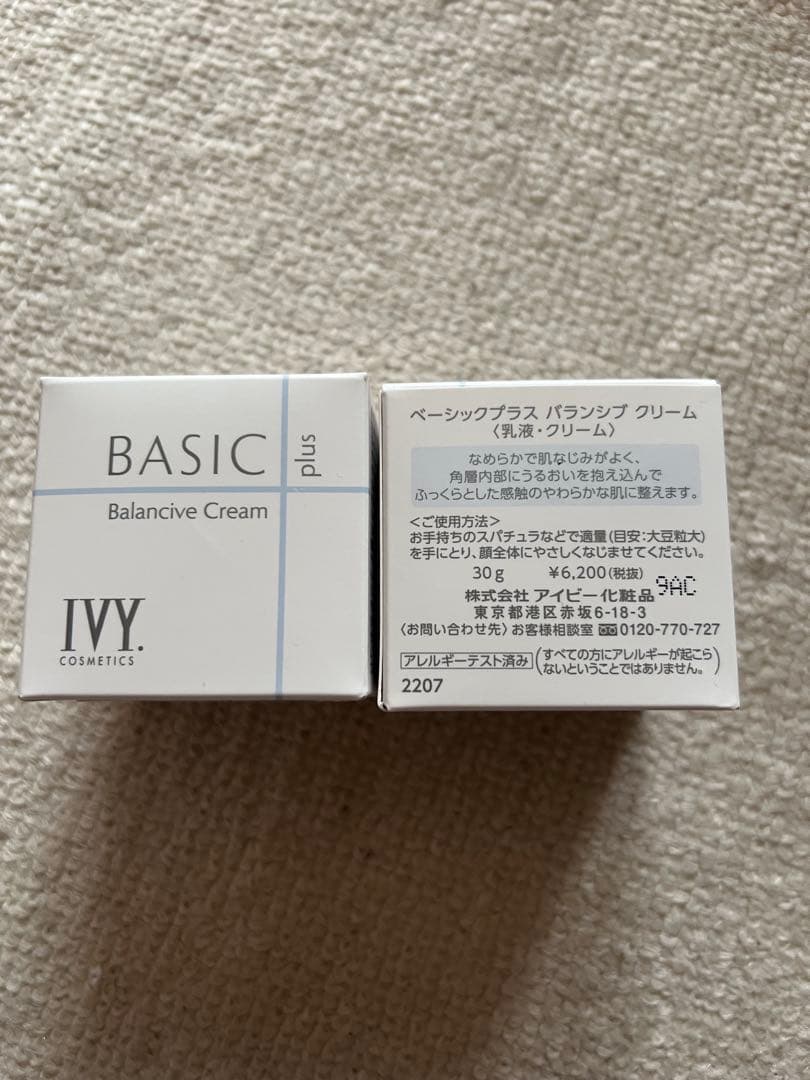 BASIC
plus
Balancive Cream
IVY.
COSMETICS
ベーシックプラス バランシブ クリーム
〈乳液・クリーム〉
なめらかで肌なじみがよく、
角層内部にうるおいを抱え込んで
ふっくらとした感触のやわらかな肌に整えます。
<ご使用方法>
お手持ちのスパチュラなどで適量(目安:大豆粒大)
を手にとり、顔全体にやさしくなじませてください。
30g ¥6,200(税抜)
株式会社 アイビー化粧品 9AC
東京都港区赤坂6-18-3
〈お問い合わせ先〉お客様相談室 0120-770-727
アレルギーテスト済み (すべての方にアレルギーが起こら
ないということではありません。)
2207